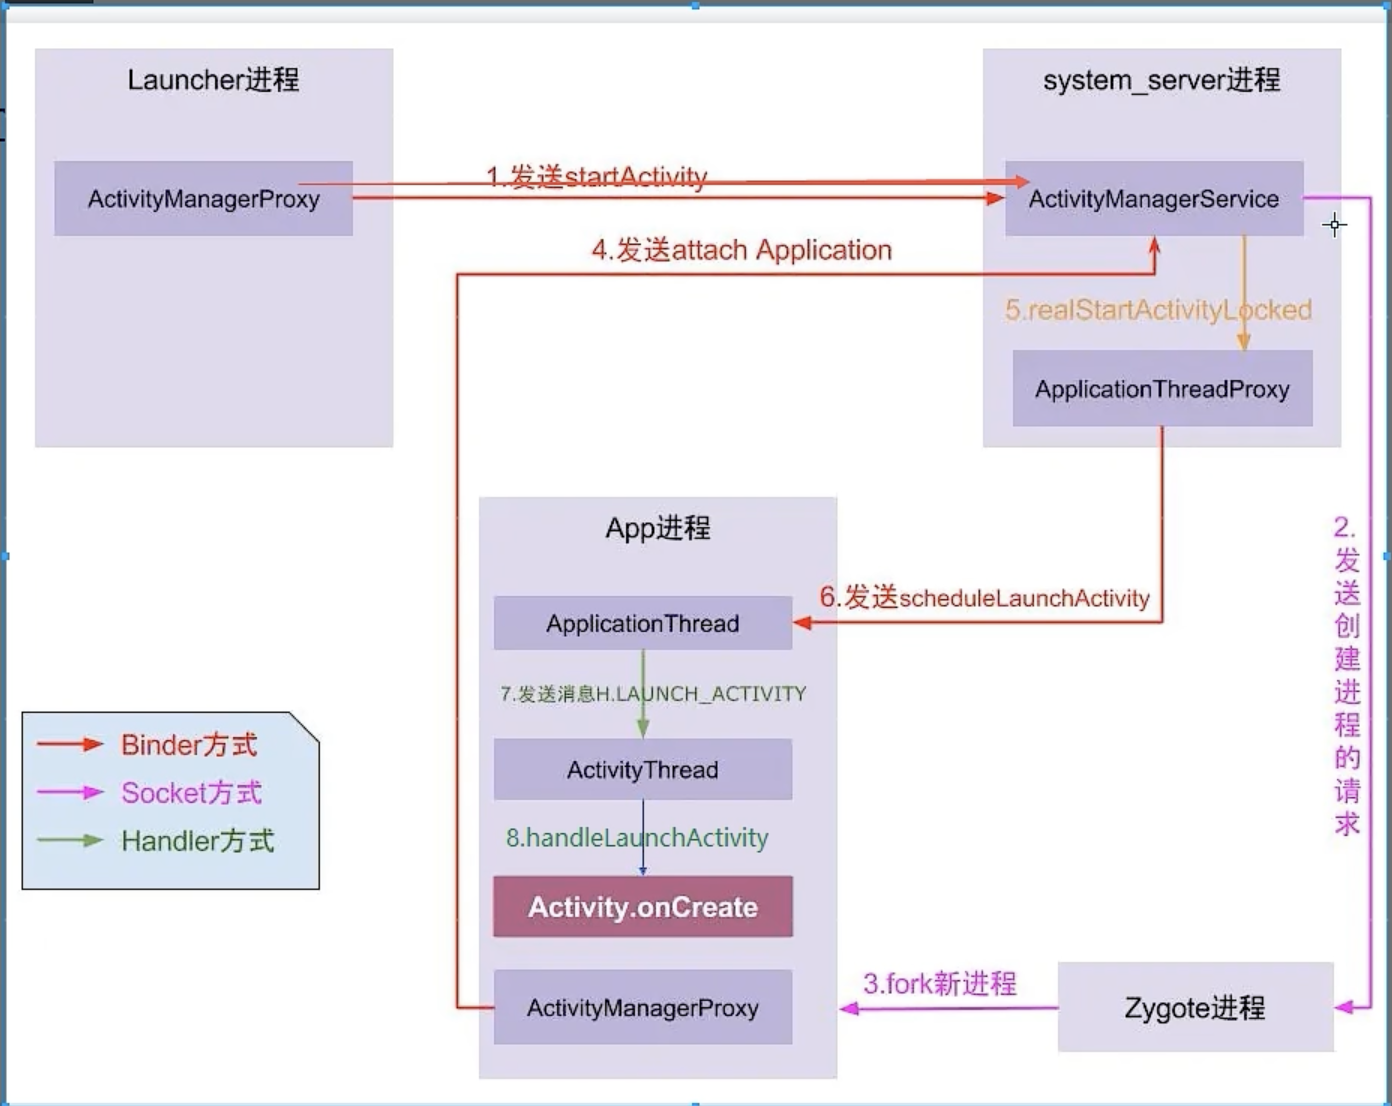 Launcher进程
system_server进程
ActivityManagerProxy
1.发送startActivity
ActivityManagerService
4.发送attach Application
5.realStartActivityLocked
ApplicationThreadProxy
App进程
2.发送创建进程的请求
6.发送scheduleLaunchActivity
ApplicationThread
7.发送消息H.LAUNCH_ACTIVITY
Binder方式
Socket方式
Handler方式
ActivityThread
8.handleLaunchActivity
Activity.onCreate
3.fork新进程
ActivityManagerProxy
Zygote进程